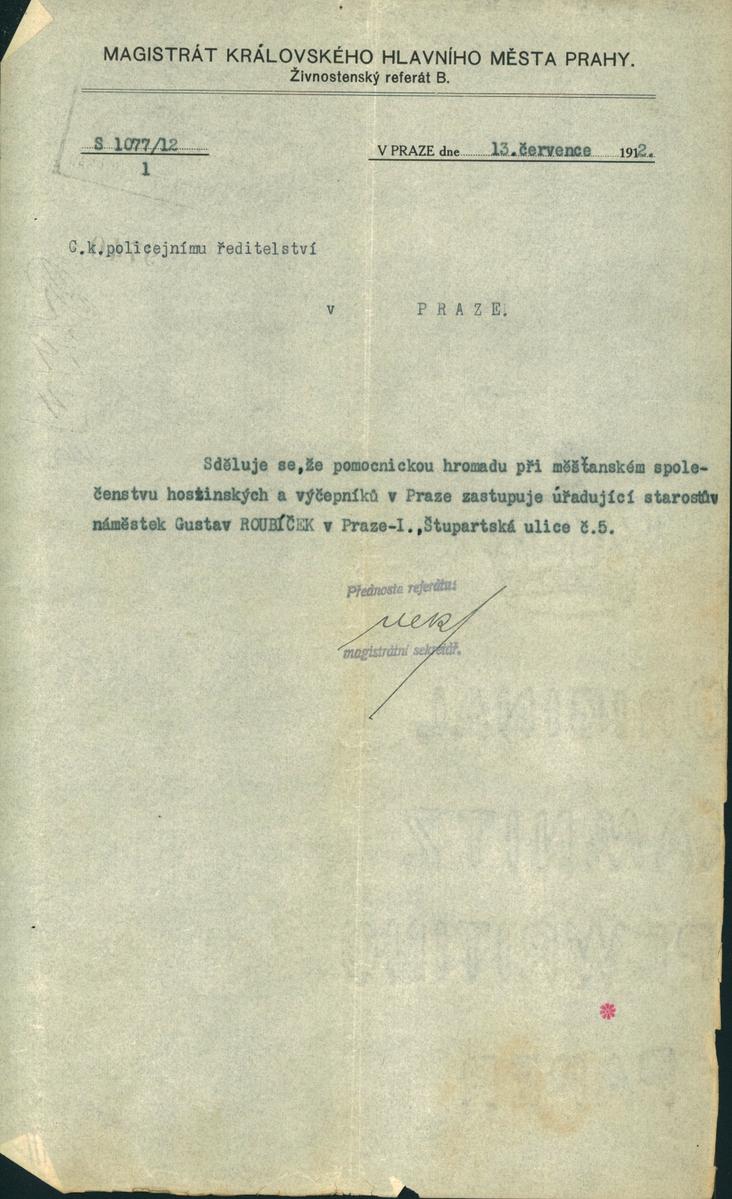 MAGISTRÁT KRÁLOVSKÉHO HLAVNÍHO MĚSTA PRAHY.
Živnostenský referát B.
S 1077/12
1
V PRAZE dne 13.července 1912.
C.k.policejnímu ředitelství
v PRAZE.
Sděluje se,že pomocnickou hromadu při měšťanském spole-
čenstvu hostinských a výčepníků v Praze zastupuje úřadující starostův
náměstek Gustav ROUBÍČEK v Praze-I.,Štupartská ulice č.5.
Přednosta referátu:
magistrátní sekretář.